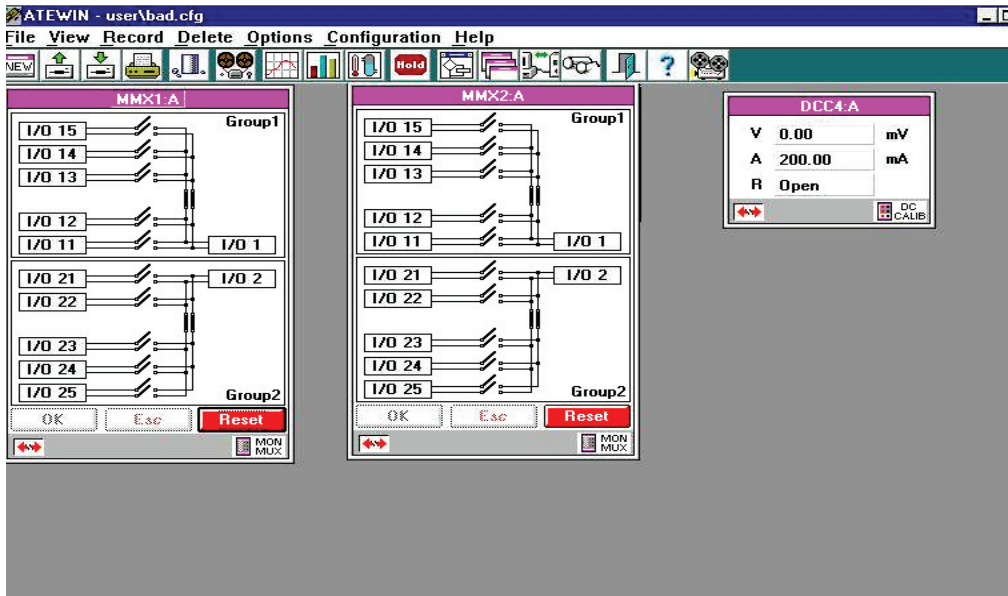 ATEWIN - user\bad.cfg
File View Record Delete Options Configuration Help
NEW Hold ?
MMX1:A
Group1
I/O 15
I/O 14
I/O 13
I/O 12
I/O 11
I/O 1
I/O 21
I/O 2
I/O 22
I/O 23
I/O 24
I/O 25
Group2
OK Esc Reset
MON
MUX
MMX2:A
Group1
I/O 15
I/O 14
I/O 13
I/O 12
I/O 11
I/O 1
I/O 21
I/O 2
I/O 22
I/O 23
I/O 24
I/O 25
Group2
OK Esc Reset
MON
MUX
DCC4:A
V 0.00 mV
A 200.00 mA
R Open
DC
CALIB